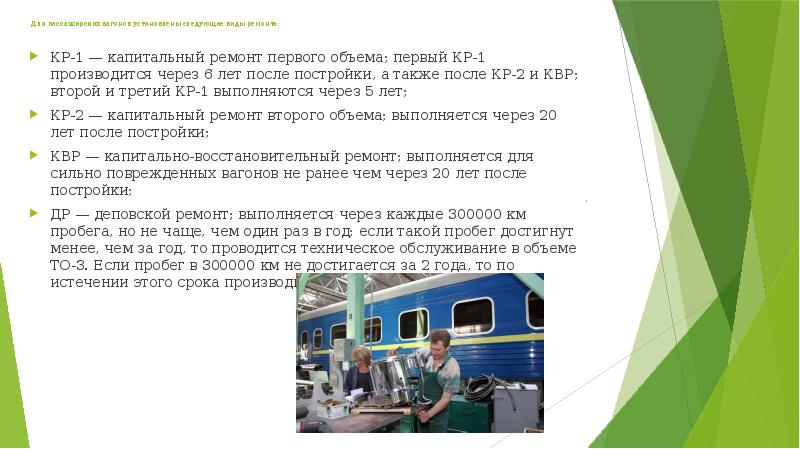 Для пассажирских вагонов установлены следующие виды ремонта:
КР-1 — капитальный ремонт первого объема; первый КР-1
производится через 6 лет после постройки, а также после КР-2 и КВР;
второй и третий КР-1 выполняются через 5 лет;
КР-2 — капитальный ремонт второго объема; выполняется через 20
лет после постройки;
КВР — капитально-восстановительный ремонт; выполняется для
сильно поврежденных вагонов не ранее чем через 20 лет после
постройки;
ДР — деповской ремонт; выполняется через каждые 300000 км
пробега, но не чаще, чем один раз в год; если такой пробег достигнут
менее, чем за год, то проводится техническое обслуживание в объеме
ТО-3. Если пробег в 300000 км не достигается за 2 года, то по
истечении этого срока